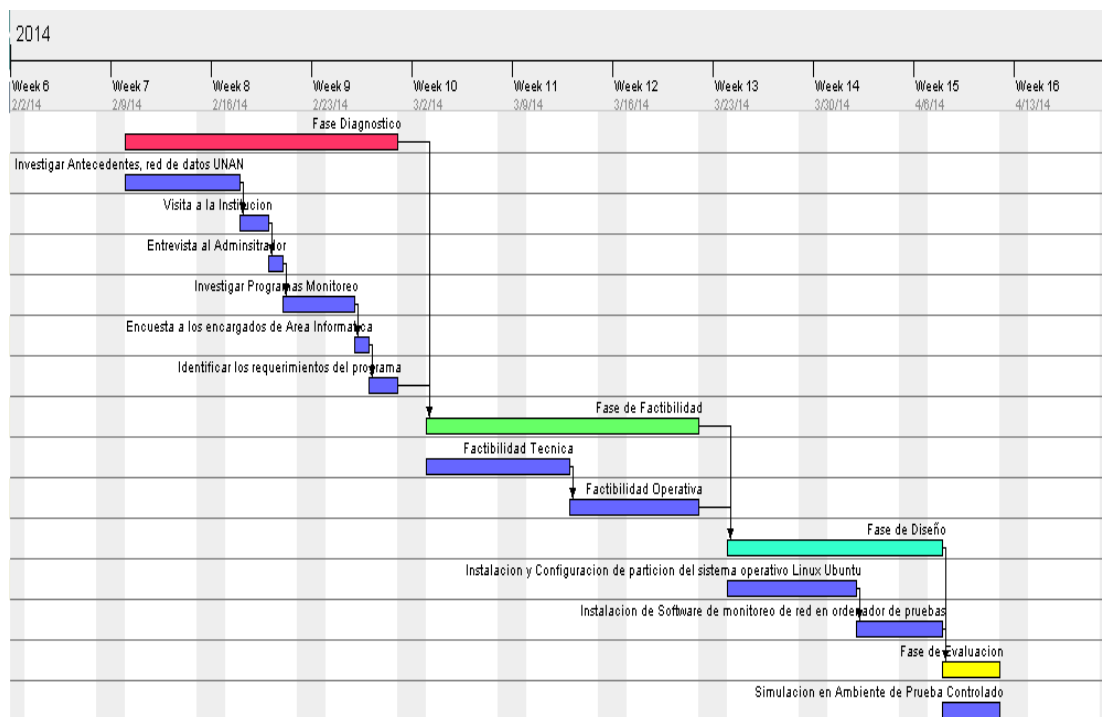 2014
Week 6 Week 7 Week 8 Week 9 Week 10 Week 11 Week 12 Week 13 Week 14 Week 15 Week 16
2/2/14 2/9/14 2/16/14 2/23/14 3/2/14 3/9/14 3/16/14 3/23/14 3/30/14 4/6/14 4/13/14
Fase Diagnostico
Investigar Antecedentes, red de datos UNAN
Visita a la Institucion
Entrevista al Adminsitrador
Investigar Programas Monitoreo
Encuesta a los encargados de Area Informatica
Identificar los requerimientos del programa
Fase de Factibilidad
Factibilidad Tecnica
Factibilidad Operativa
Fase de Diseño
Instalacion y Configuracion de particion del sistema operativo Linux Ubuntu
Instalacion de Software de monitoreo de red en ordenador de pruebas
Fase de Evaluacion
Simulacion en Ambiente de Prueba Controlado